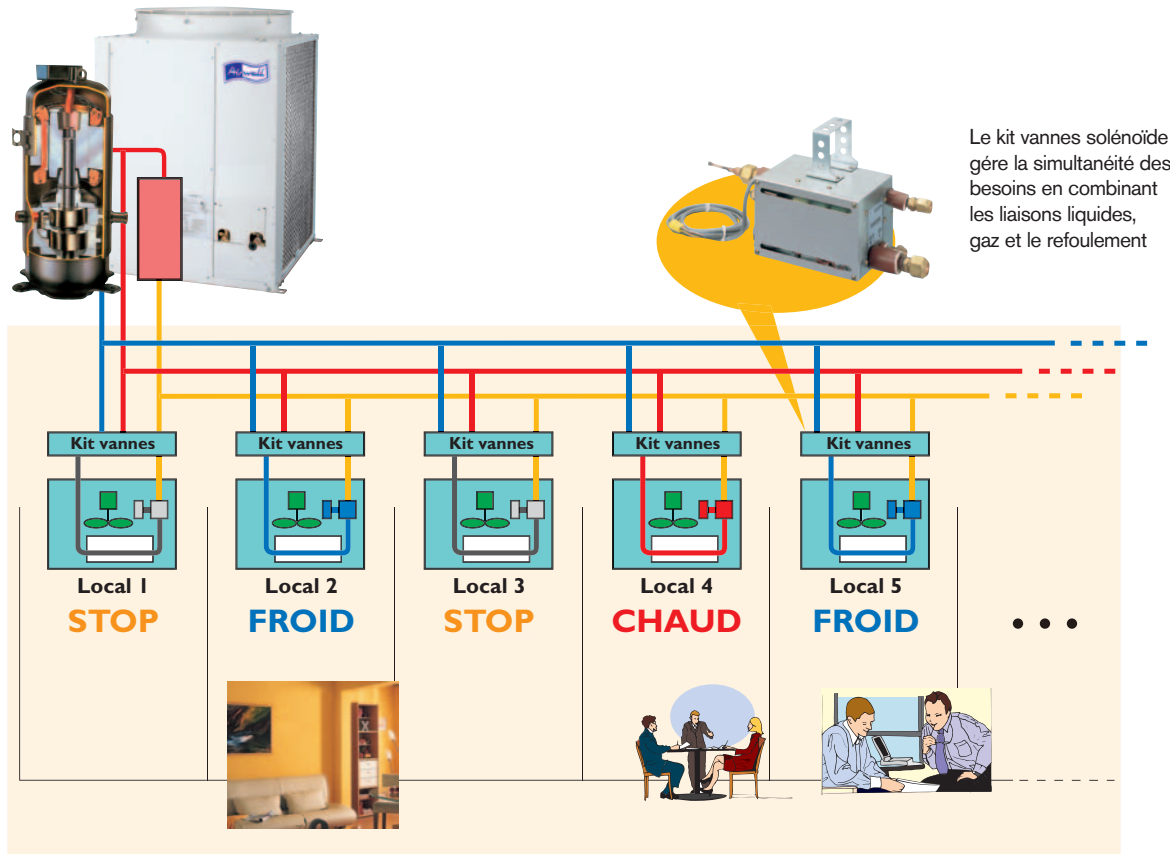 Airwell
Le kit vannes solénoïde
gére la simultanéité des
besoins en combinant
les liaisons liquides,
gaz et le refoulement
Kit vannes
Kit vannes
Kit vannes
Kit vannes
Kit vannes
Local 1
Local 2
Local 3
Local 4
Local 5
STOP
FROID
STOP
CHAUD
FROID